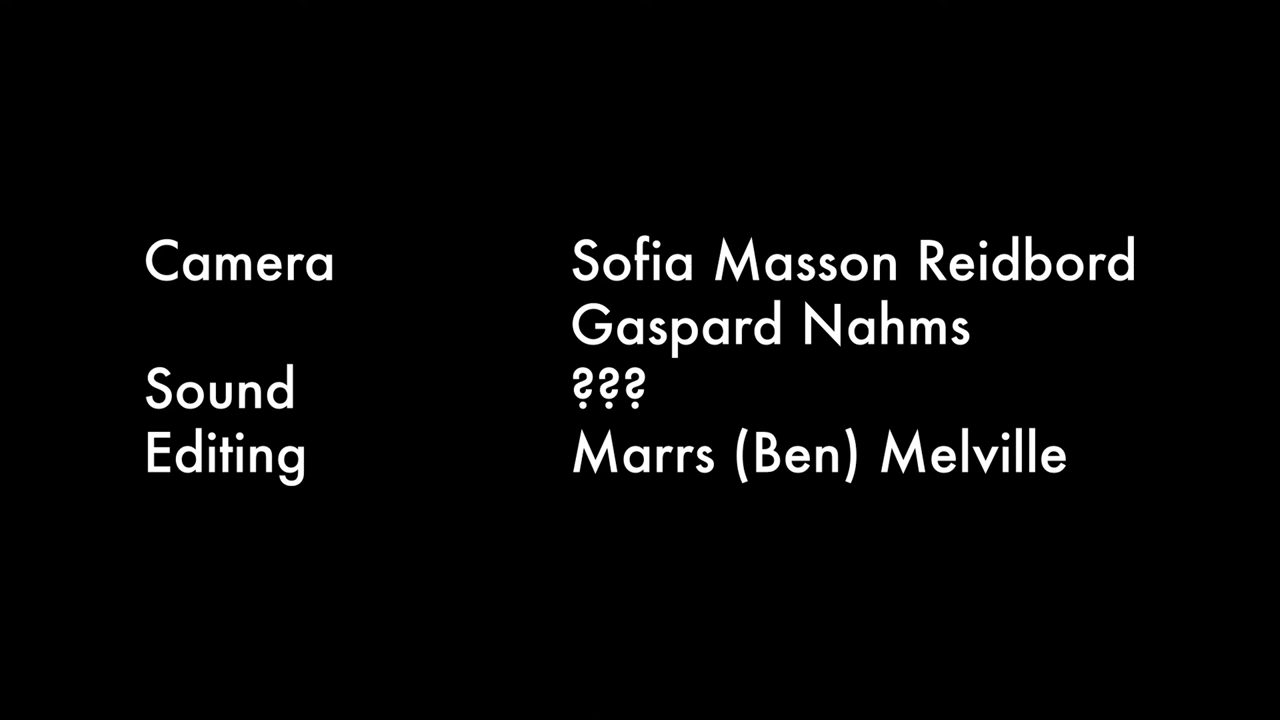 Camera Sofia Masson Reidbord
Gaspard Nahms
Sound ???
Editing Marrs (Ben) Melville